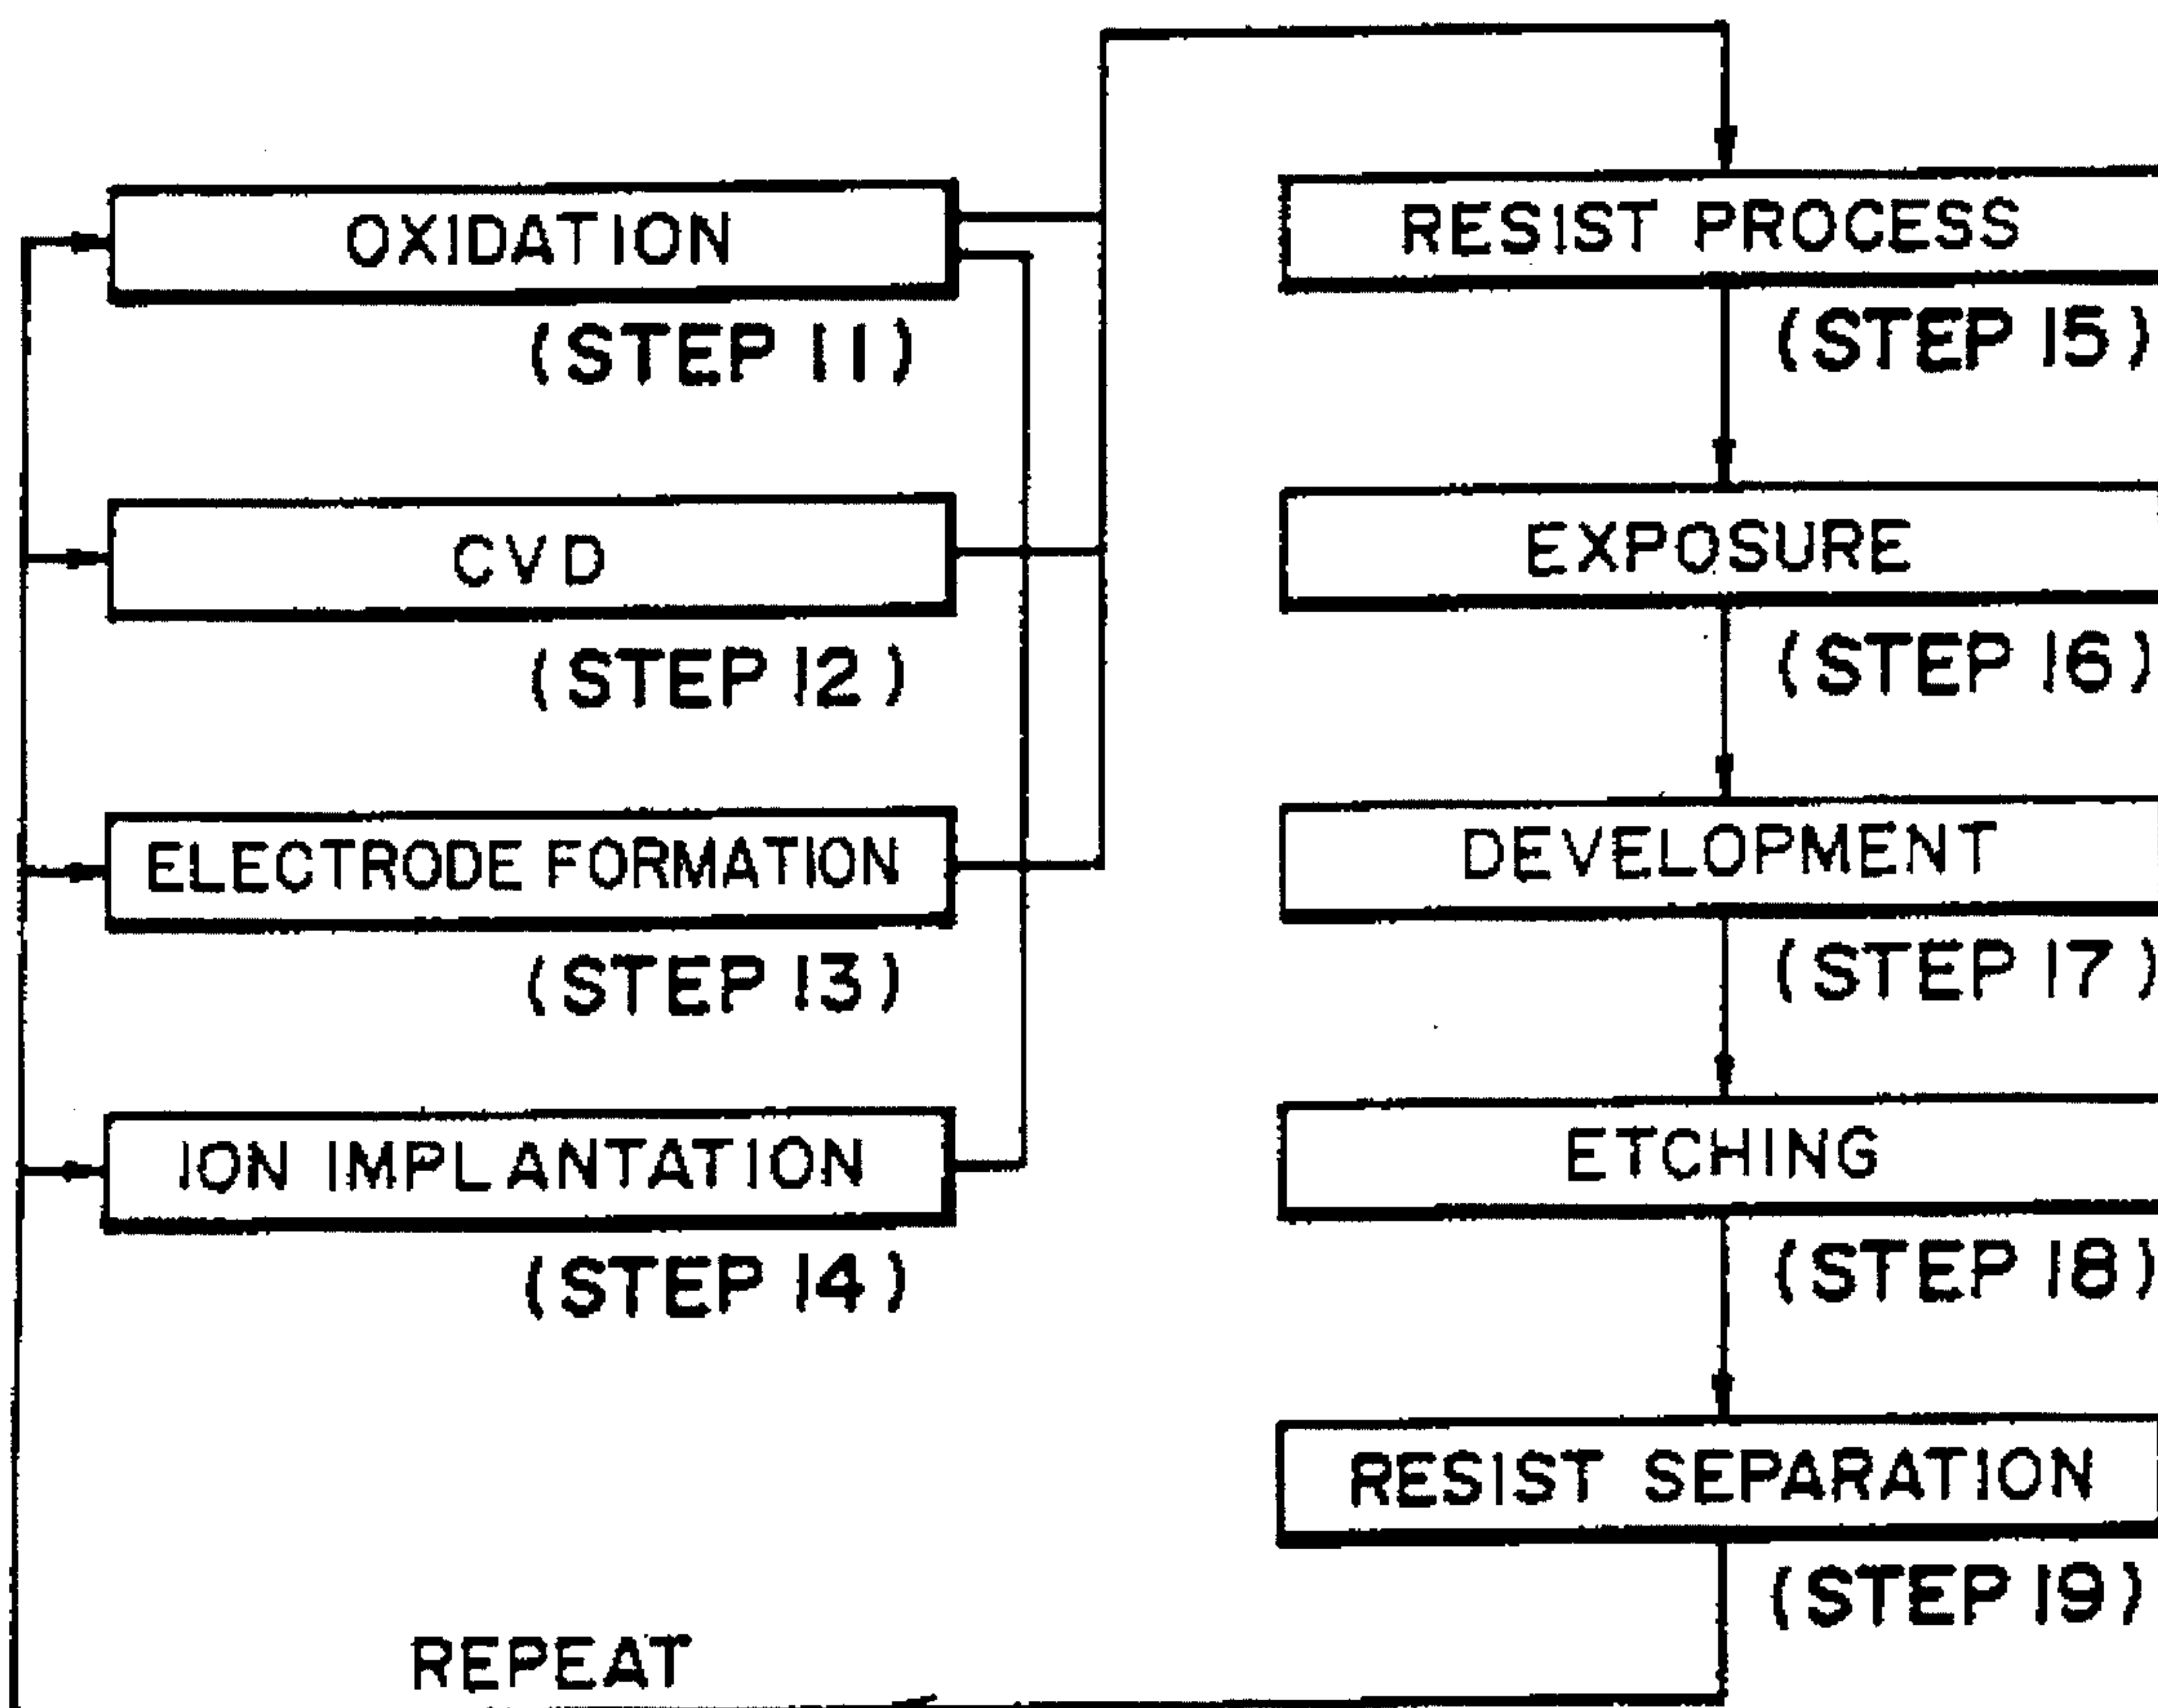 OXIDATION
(STEP 11)
CVD
(STEP 12)
ELECTRODE FORMATION
(STEP 13)
ION IMPLANTATION
(STEP 14)
RESIST PROCESS
(STEP 15)
EXPOSURE
(STEP 16)
DEVELOPMENT
(STEP 17)
ETCHING
(STEP 18)
RESIST SEPARATION
(STEP 19)
REPEAT